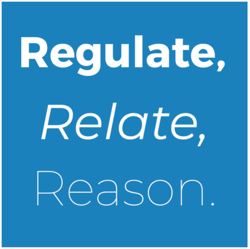 Regulate,
Relate,
Reason.